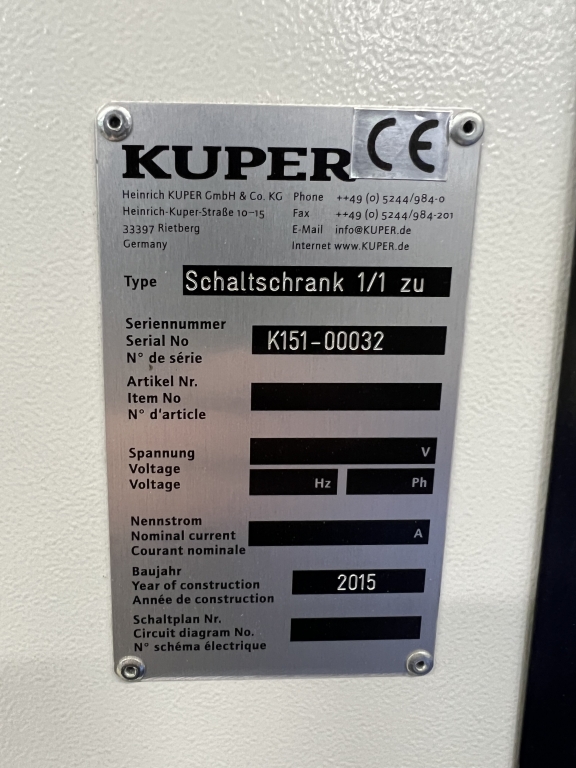 KUPER CE
Heinrich KUPER GmbH & Co. KG Phone ++49 (0) 5244/984-0
Heinrich-Kuper-Straße 10-15 Fax ++49 (0) 5244/984-201
33397 Rietberg E-Mail info@KUPER.de
Germany Internet www.KUPER.de
Type Schaltschrank 1/1 zu
Seriennummer
Serial No K151-00032
N° de série
Artikel Nr.
Item No
N° d'article
Spannung V
Voltage
Voltage Hz Ph
Nennstrom
Nominal current A
Courant nominale
Baujahr
Year of construction 2015
Année de construction
Schaltplan Nr.
Circuit diagram No.
N° schéma électrique